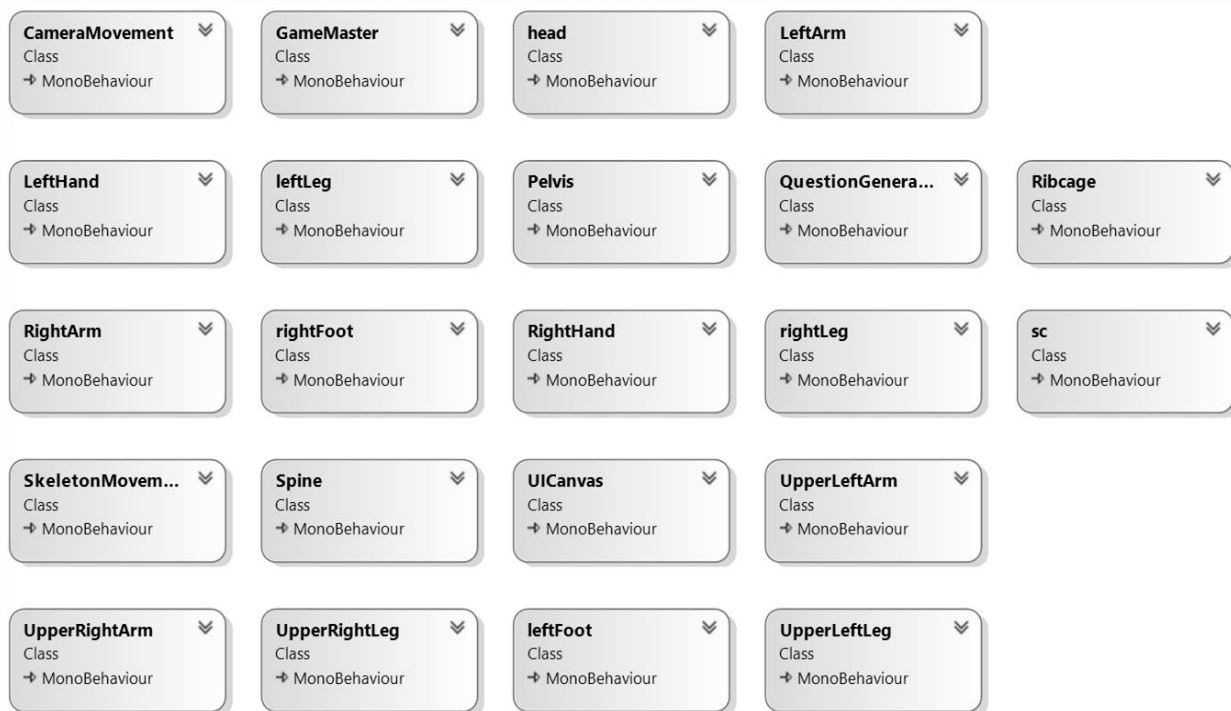 CameraMovement
Class
MonoBehaviour
GameMaster
Class
MonoBehaviour
head
Class
MonoBehaviour
LeftArm
Class
MonoBehaviour
LeftHand
Class
MonoBehaviour
leftLeg
Class
MonoBehaviour
Pelvis
Class
MonoBehaviour
QuestionGenera...
Class
MonoBehaviour
Ribcage
Class
MonoBehaviour
RightArm
Class
MonoBehaviour
rightFoot
Class
MonoBehaviour
RightHand
Class
MonoBehaviour
rightLeg
Class
MonoBehaviour
sc
Class
MonoBehaviour
SkeletonMovem...
Class
MonoBehaviour
Spine
Class
MonoBehaviour
UICanvas
Class
MonoBehaviour
UpperLeftArm
Class
MonoBehaviour
UpperRightArm
Class
MonoBehaviour
UpperRightLeg
Class
MonoBehaviour
leftFoot
Class
MonoBehaviour
UpperLeftLeg
Class
MonoBehaviour